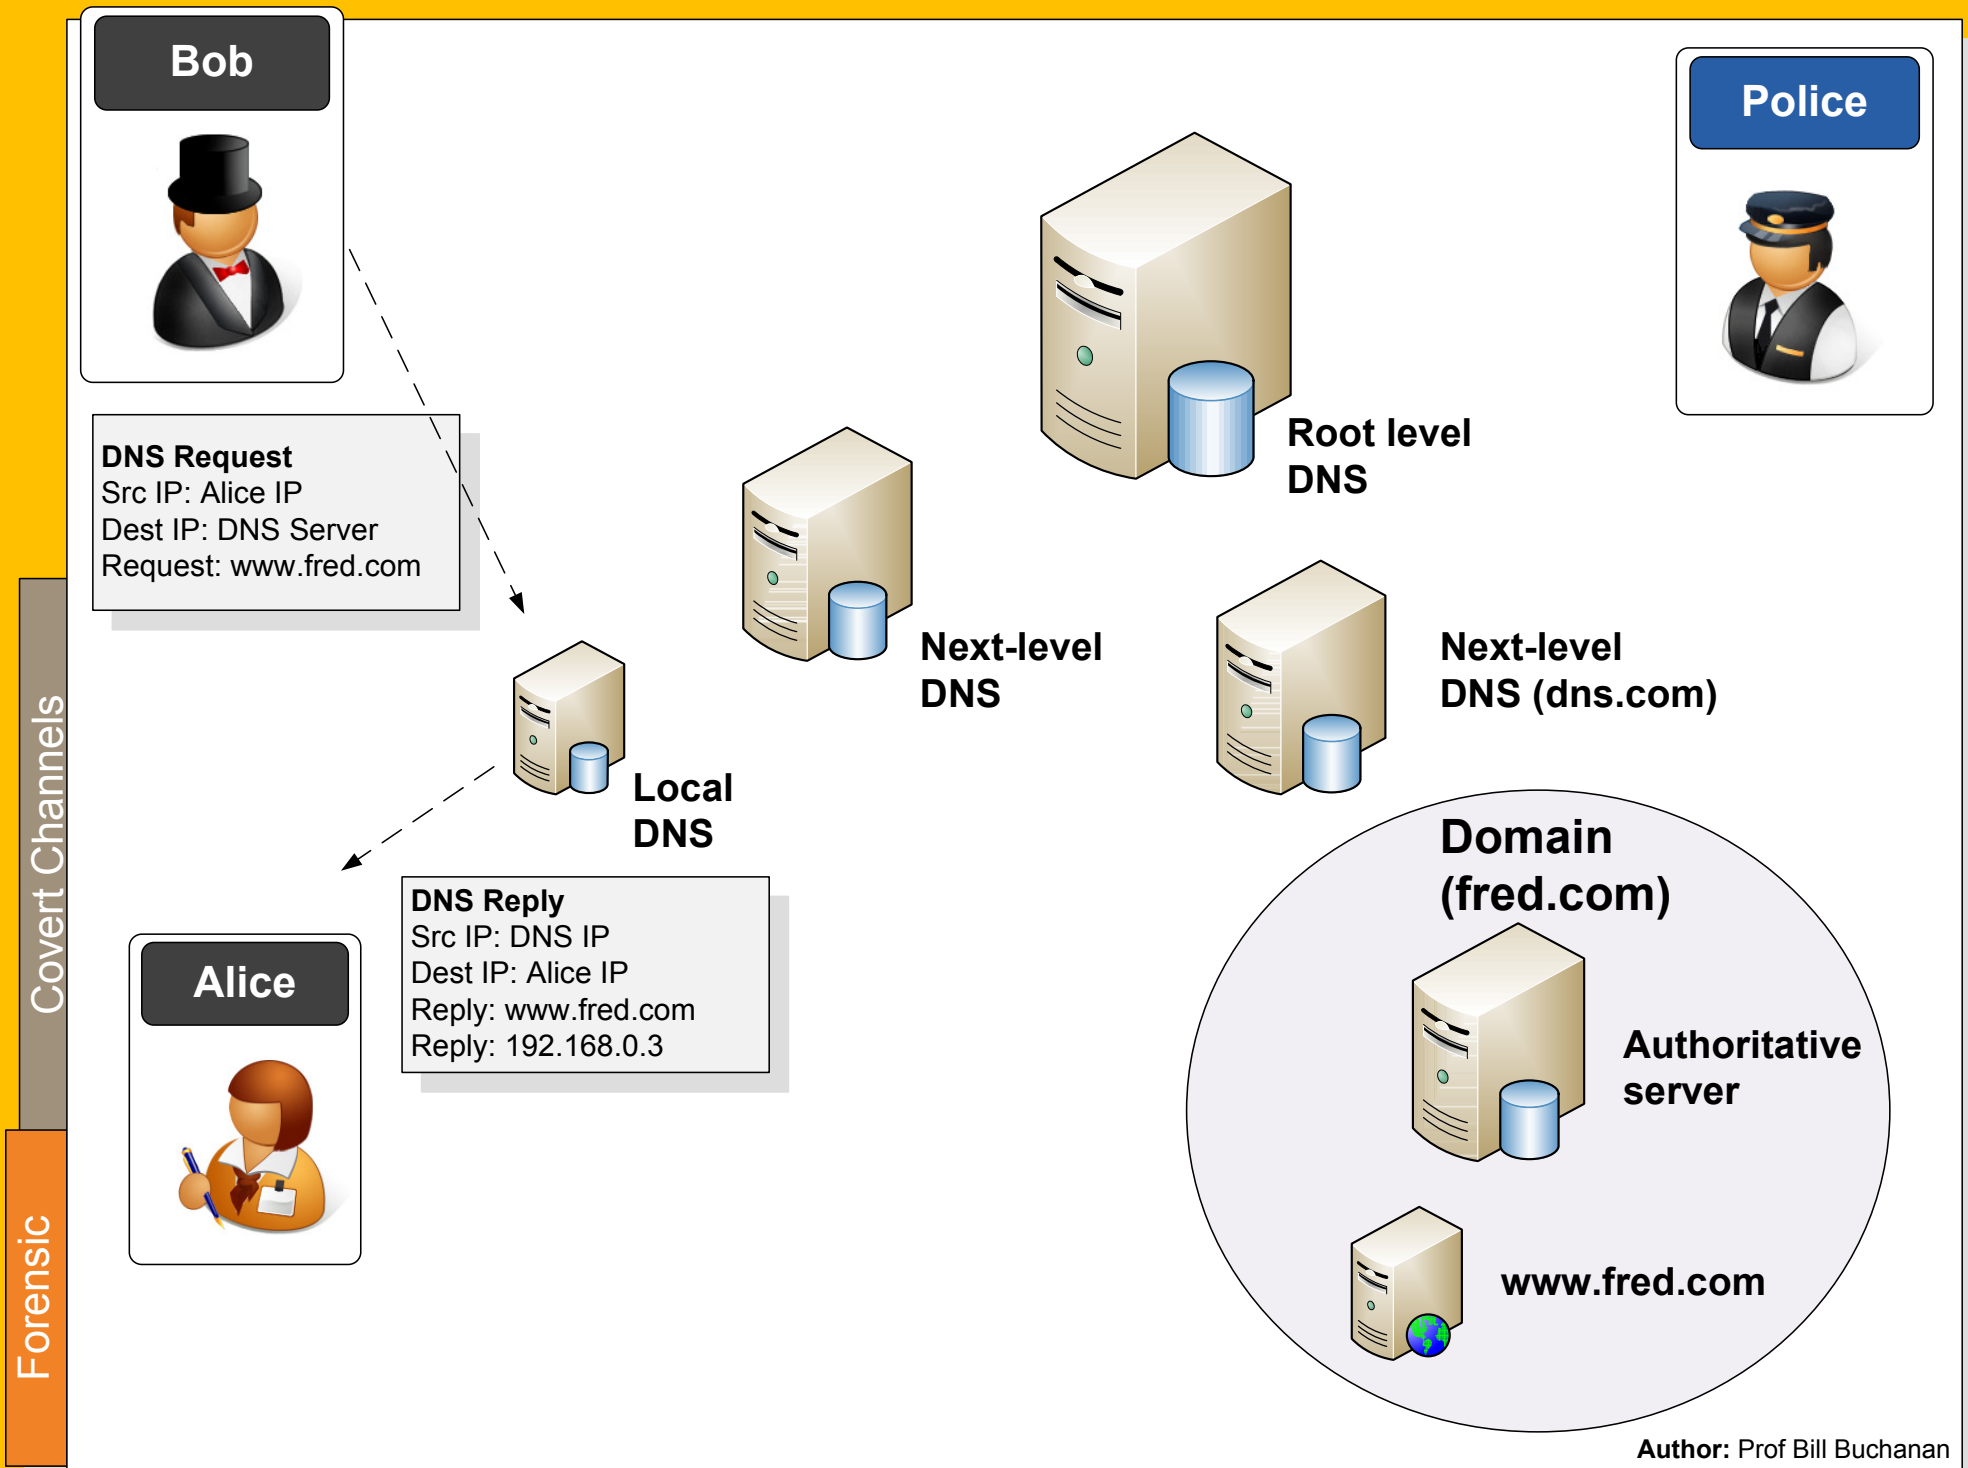 Bob
Police
DNS Request
Src IP: Alice IP
Dest IP: DNS Server
Request: www.fred.com
Root level
DNS
Next-level
DNS
Next-level
DNS (dns.com)
Local
DNS
DNS Reply
Src IP: DNS IP
Dest IP: Alice IP
Reply: www.fred.com
Reply: 192.168.0.3
Alice
Domain
(fred.com)
Authoritative
server
www.fred.com
Covert Channels
Forensic
Author: Prof Bill Buchanan